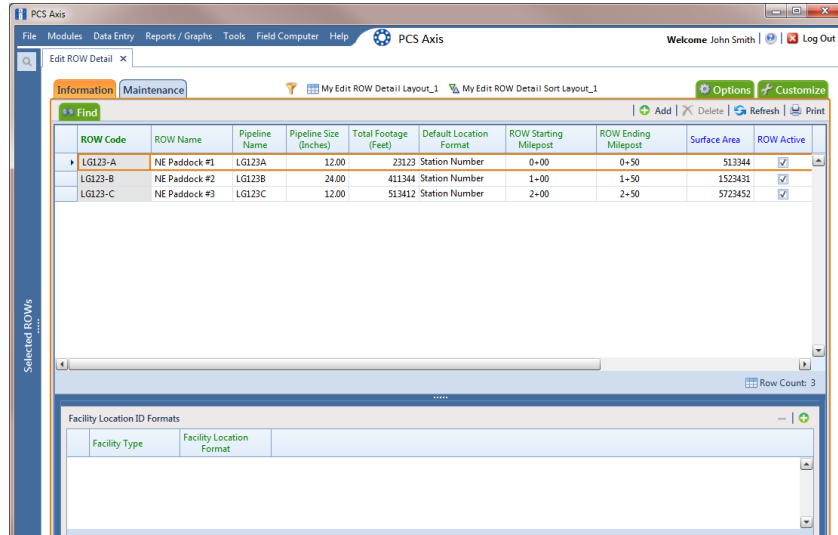 PCS Axis
File Modules Data Entry Reports / Graphs Tools Field Computer Help PCS Axis Welcome John Smith | Log Out
Edit ROW Detail ×
Information Maintenance My Edit ROW Detail Layout_1 My Edit ROW Detail Sort Layout_1 Options Customize
Find Add | Delete | Refresh | Print
ROW Code ROW Name Pipeline Name Pipeline Size (Inches) Total Footage (Feet) Default Location Format ROW Starting Milepost ROW Ending Milepost Surface Area ROW Active
LG123-A NE Paddock #1 LG123A 12.00 23123 Station Number 0+00 0+50 513344
LG123-B NE Paddock #2 LG123B 24.00 411344 Station Number 1+00 1+50 1523431
LG123-C NE Paddock #3 LG123C 12.00 513412 Station Number 2+00 2+50 5723452
Selected ROWs
Row Count: 3
Facility Location ID Formats
Facility Type Facility Location Format